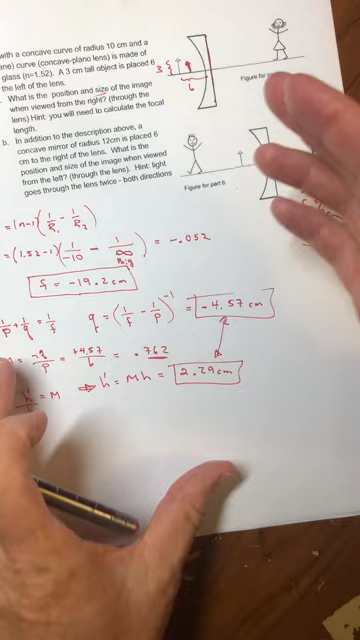 with a concave curve of radius 10 cm and a
ane) curve (concave-plano lens) is made of
glass (n=1.52). A 3 cm tall object is placed 6
the left of the lens.
What is the position and size of the image
when viewed from the right? (through the
lens) Hint: you will need to calculate the focal
length.
3
6
Figure for
b. In addition to the description above, a
concave mirror of radius 12cm is placed 6
cm to the right of the lens. What is the
position and size of the image when viewed
from the left? (through the lens). Hint: light
goes through the lens twice - both directions
Figure for part b
= (n-1)(1/R₁ - 1/R₂)
= (1.52-1)(1/-10 - 1/∞) = -.052
Big
f = -19.2cm
1/p + 1/q = 1/f q = (1/f - 1/p)⁻¹ = -4.57 cm
= -q/p = +4.57/6 = +.762
h'/h = M ⇒ h' = Mh = 2.29cm